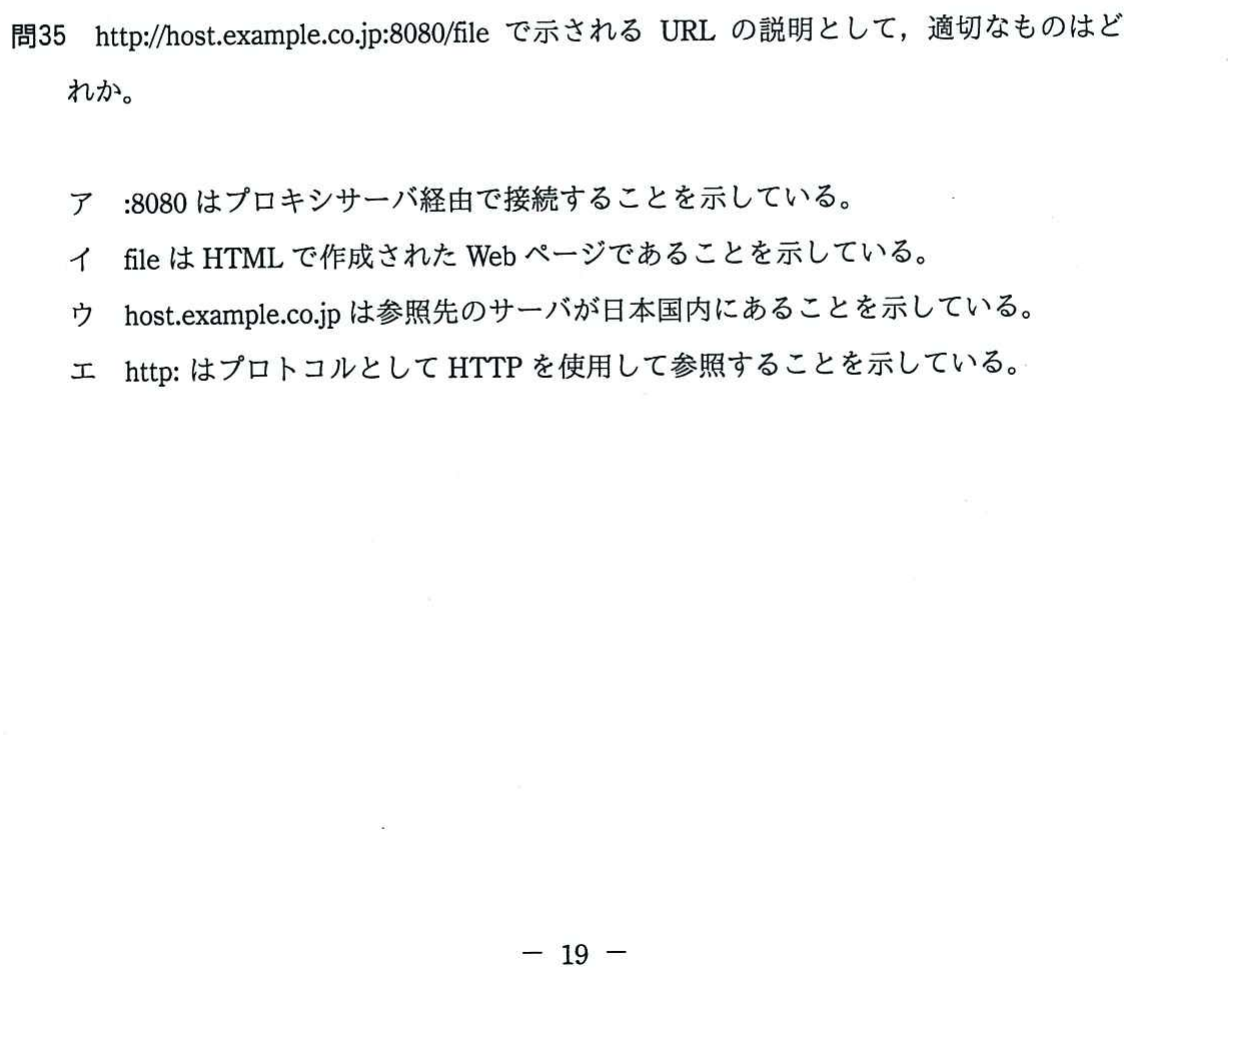 問35 http://host.example.co.jp:8080/file で示される URL の説明として，適切なものはど
れか。
ア :8080 はプロキシサーバ経由で接続することを示している。
イ file は HTML で作成された Web ページであることを示している。
ウ host.example.co.jp は参照先のサーバが日本国内にあることを示している。
エ http: はプロトコルとして HTTP を使用して参照することを示している。
― 19 ―